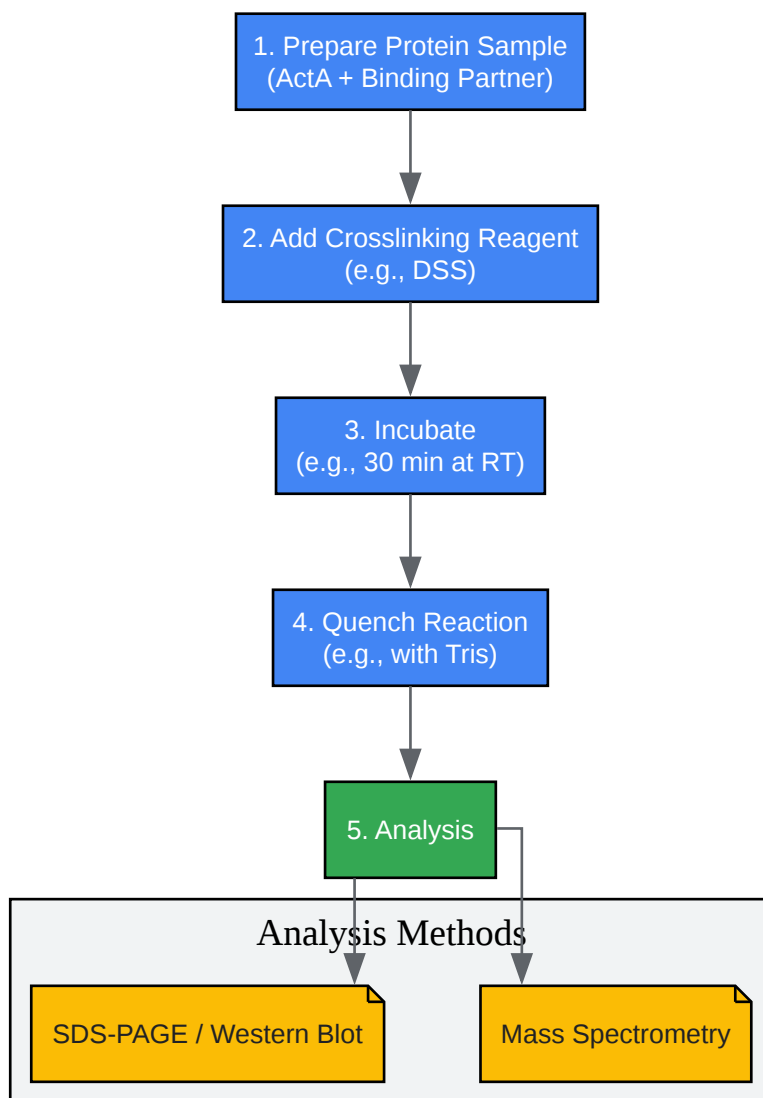 1. Prepare Protein Sample
(ActA + Binding Partner)
2. Add Crosslinking Reagent
(e.g., DSS)
3. Incubate
(e.g., 30 min at RT)
4. Quench Reaction
(e.g., with Tris)
5. Analysis
Analysis Methods
SDS-PAGE / Western Blot
Mass Spectrometry